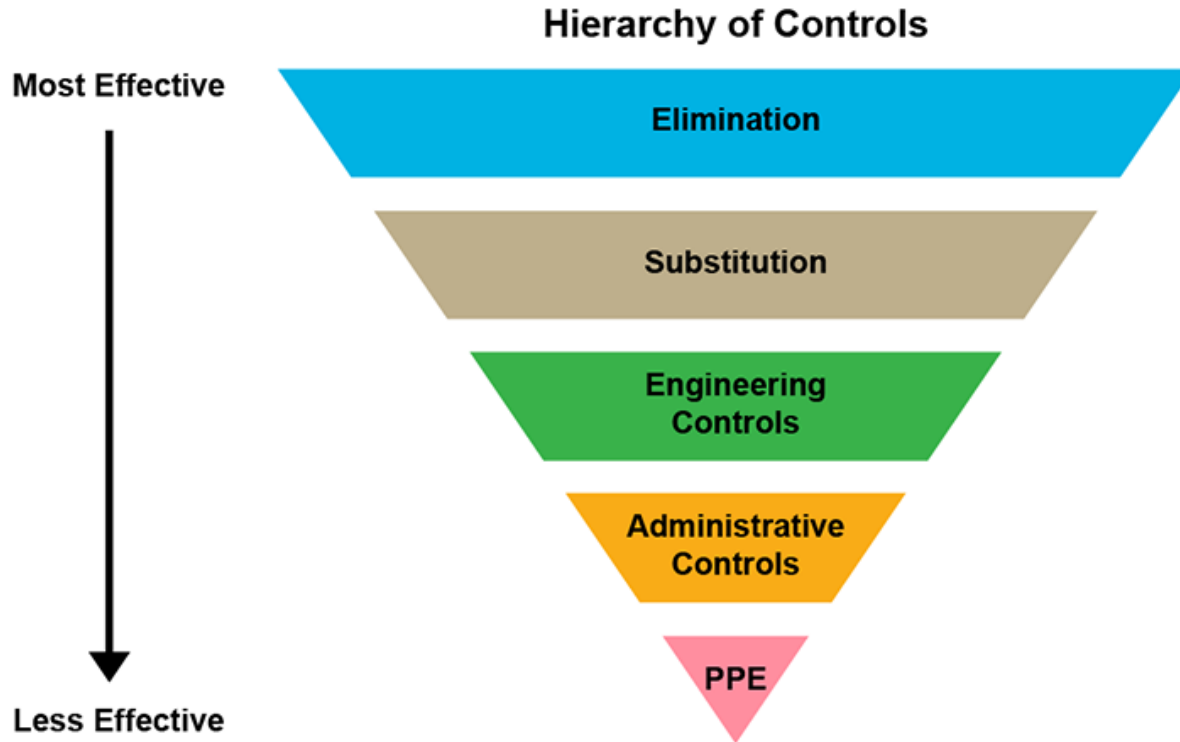 Hierarchy of Controls
Most Effective
Elimination
Substitution
Engineering
Controls
Administrative
Controls
PPE
Less Effective